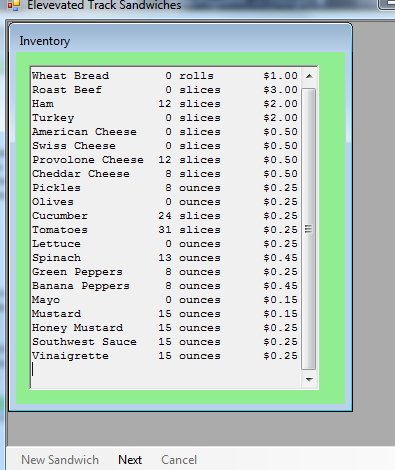 Elevevated Track Sandwiches
Inventory
Wheat Bread 0 rolls $1.00
Roast Beef 0 slices $3.00
Ham 12 slices $2.00
Turkey 0 slices $2.00
American Cheese 0 slices $0.50
Swiss Cheese 0 slices $0.50
Provolone Cheese 12 slices $0.50
Cheddar Cheese 8 slices $0.50
Pickles 8 ounces $0.25
Olives 0 ounces $0.25
Cucumber 24 slices $0.25
Tomatoes 31 slices $0.25
Lettuce 0 ounces $0.25
Spinach 13 ounces $0.45
Green Peppers 8 ounces $0.25
Banana Peppers 8 ounces $0.45
Mayo 0 ounces $0.15
Mustard 15 ounces $0.15
Honey Mustard 15 ounces $0.25
Southwest Sauce 15 ounces $0.25
Vinaigrette 15 ounces $0.25
New Sandwich Next Cancel